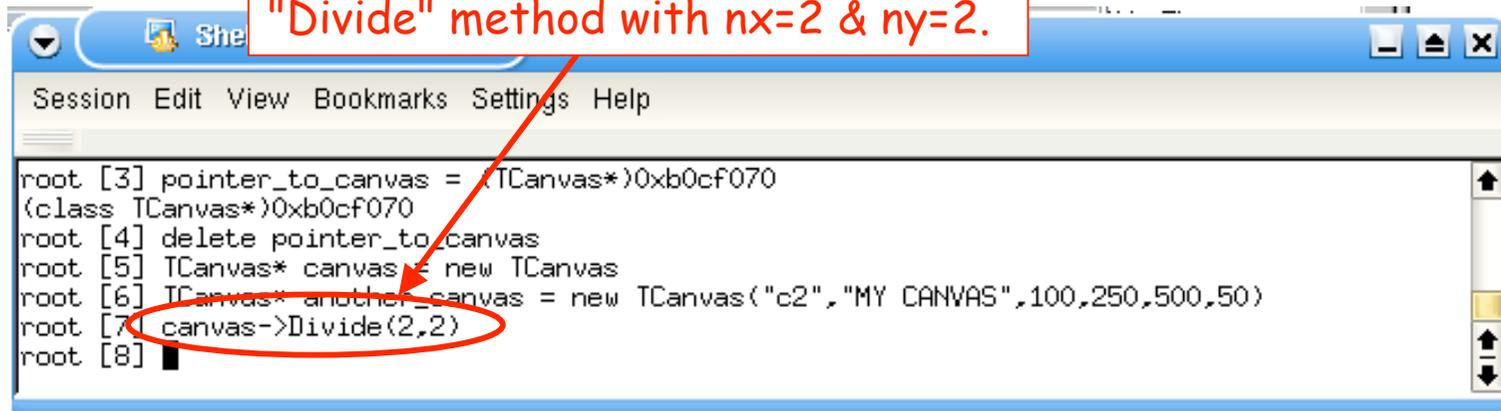 "Divide" method with nx=2 & ny=2.
She
Session Edit View Bookmarks Settings Help
root [3] pointer_to_canvas = (TCanvas*)0xb0cf070
(class TCanvas*)0xb0cf070
root [4] delete pointer_to_canvas
root [5] TCanvas* canvas = new TCanvas
root [6] TCanvas* another_canvas = new TCanvas("c2","MY CANVAS",100,250,500,50)
root [7] canvas->Divide(2,2)
root [8]